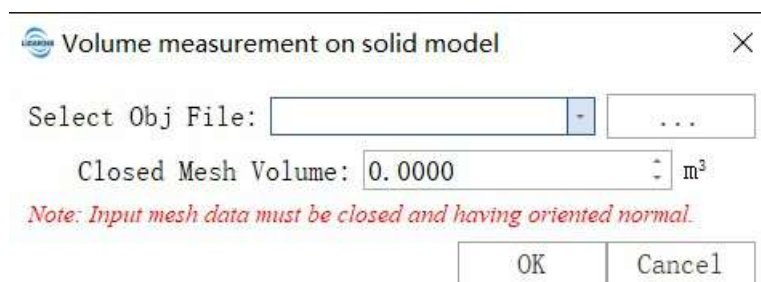 Volume measurement on solid model
Select Obj File: ...
Closed Mesh Volume: 0.0000 m³
Note: Input mesh data must be closed and having oriented normal.
OK Cancel